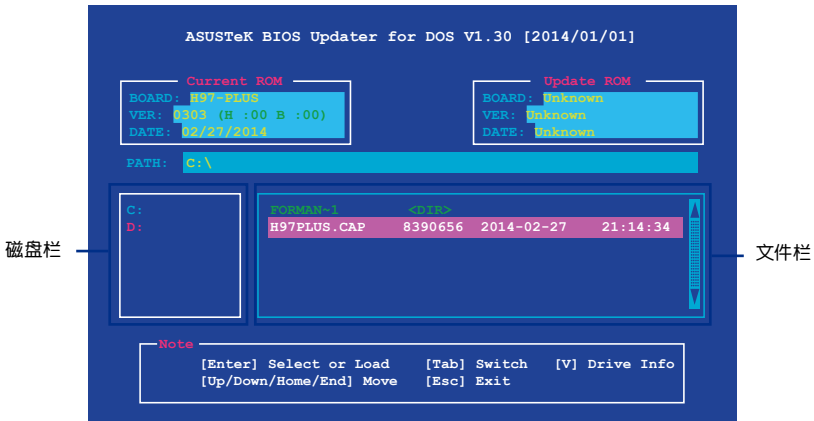 ASUSTeK BIOS Updater for DOS V1.30 [2014/01/01]
Current ROM
BOARD: H97-PLUS
VER: 0303 (H :00 B :00)
DATE: 02/27/2014
Update ROM
BOARD: Unknown
VER: Unknown
DATE: Unknown
PATH: C:\
磁盘栏
C:
D:
FORMAN~1 <DIR>
H97PLUS.CAP 8390656 2014-02-27 21:14:34
文件栏
Note
[Enter] Select or Load [Tab] Switch [V] Drive Info
[Up/Down/Home/End] Move [Esc] Exit